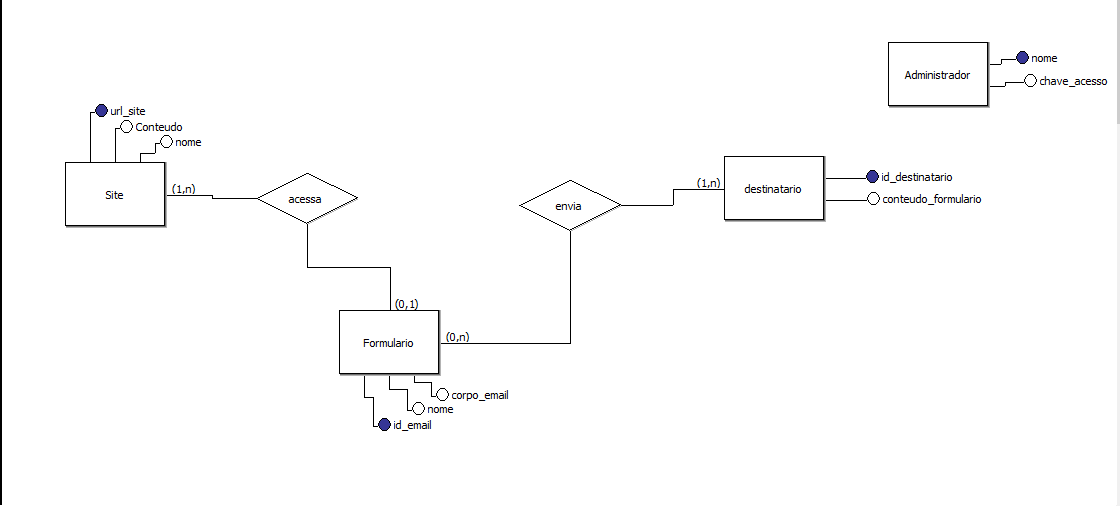 nome
Administrador
chave_acesso
url_site
Conteudo
nome
Site
(1,n)
acessa
(0,1)
Formulario
(0,n)
corpo_email
nome
id_email
envia
(1,n)
destinatario
id_destinatario
conteudo_formulario